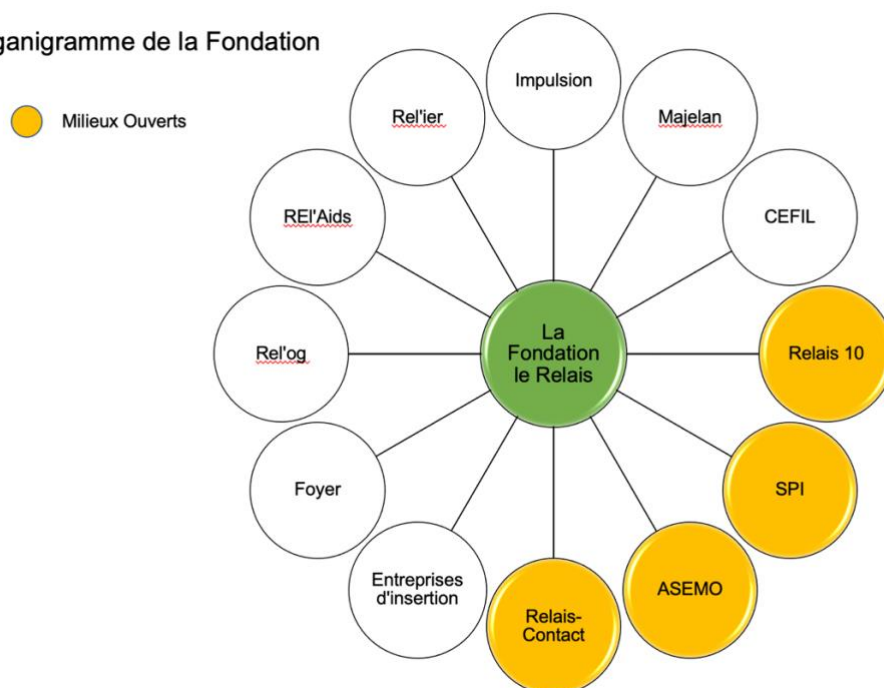 ganigramme de la Fondation
Milieux Ouverts
Impulsion
Majelan
CEFIL
Relais 10
SPI
ASEMO
Relais-
Contact
Entreprises
d'insertion
Foyer
Rel'og
REl'Aids
Rel'ier
La
Fondation
le Relais